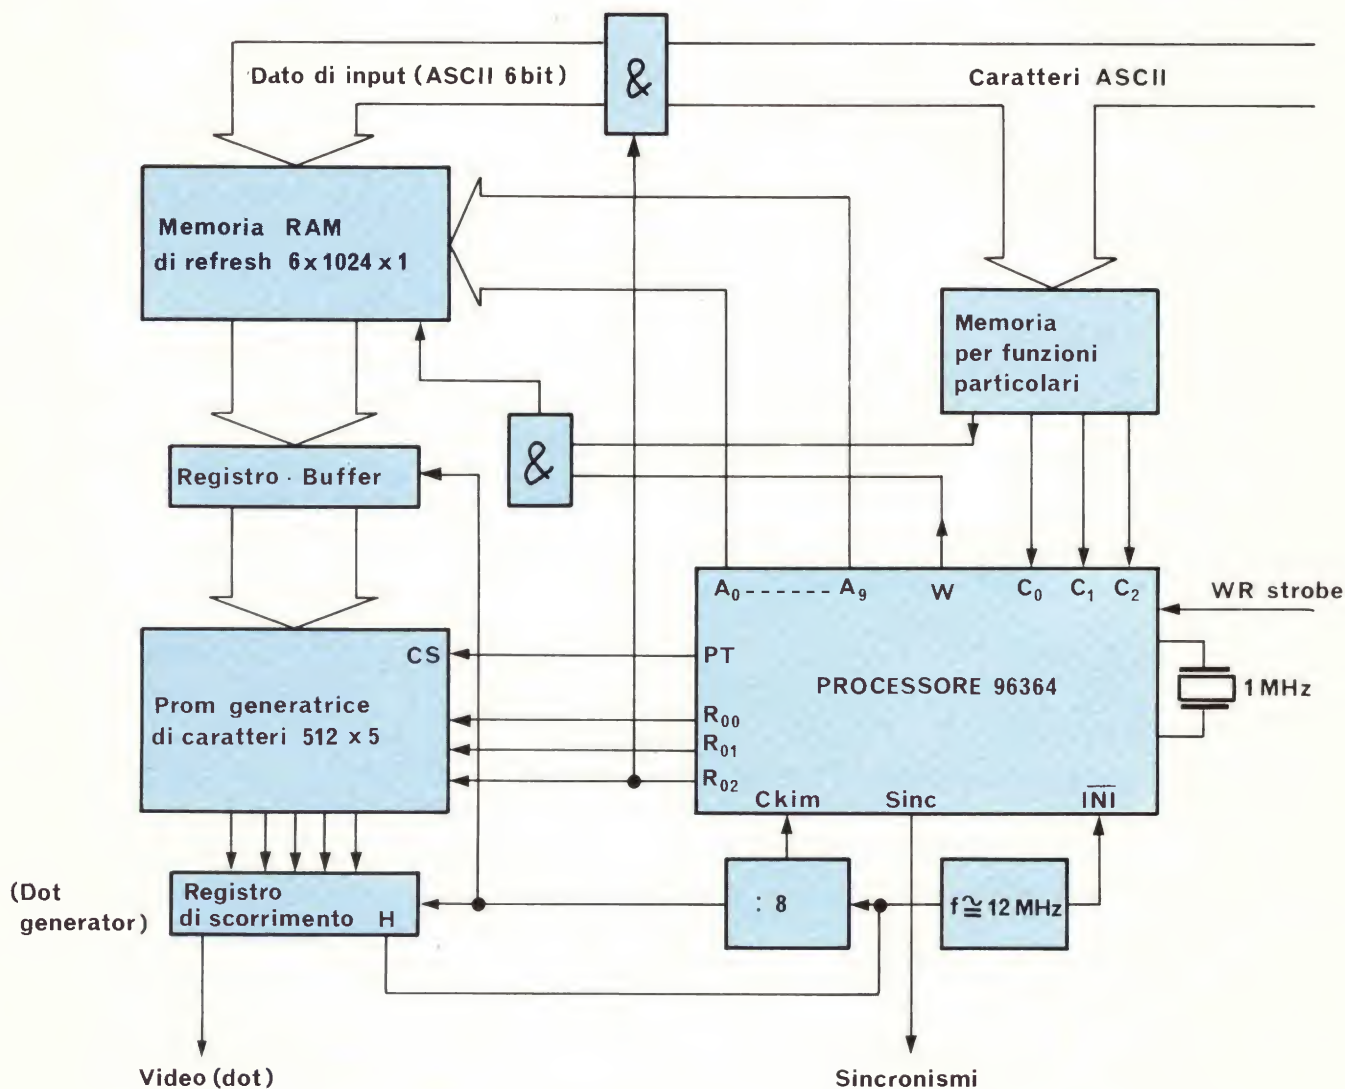 &
Dato di input (ASCII 6 bit)
Caratteri ASCII
Memoria RAM
di refresh 6x1024x1
Memoria
per funzioni
particolari
&
Registro · Buffer
A0 ------ A9 W C0 C1 C2
WR strobe
CS
PT
PROCESSORE 96364
1 MHz
Prom generatrice
di caratteri 512 x 5
R00
R01
R02
Ckim Sinc INI
(Dot
generator)
Registro
di scorrimento H
: 8
f≅12 MHz
Video (dot)
Sincronismi